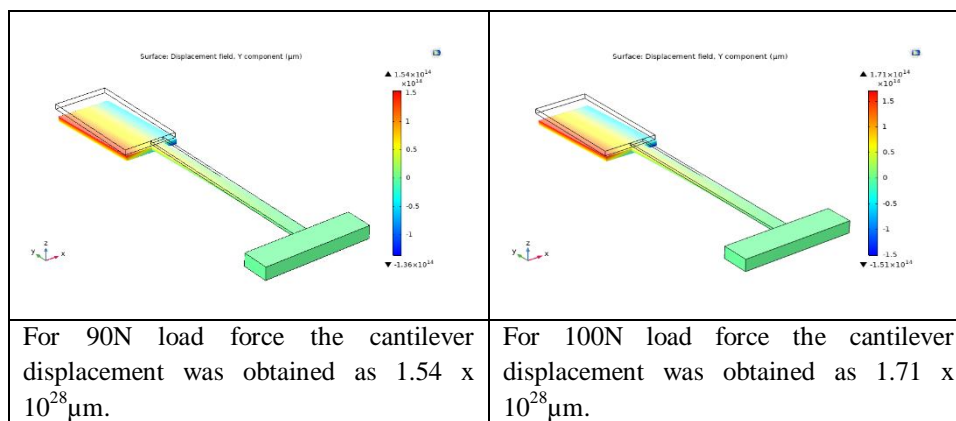 Surface: Displacement field, Y component (µm)
▲ 1.54×10¹⁴
×10¹⁴
1.5
1
0.5
0
-0.5
-1
▼ -1.36×10¹⁴
z
y
x
For 90N load force the cantilever
displacement was obtained as 1.54 x
10²⁸µm.
Surface: Displacement field, Y component (µm)
▲ 1.71×10¹⁴
×10¹⁴
1.5
1
0.5
0
-0.5
-1
-1.5
▼ -1.51×10¹⁴
z
y
x
For 100N load force the cantilever
displacement was obtained as 1.71 x
10²⁸µm.